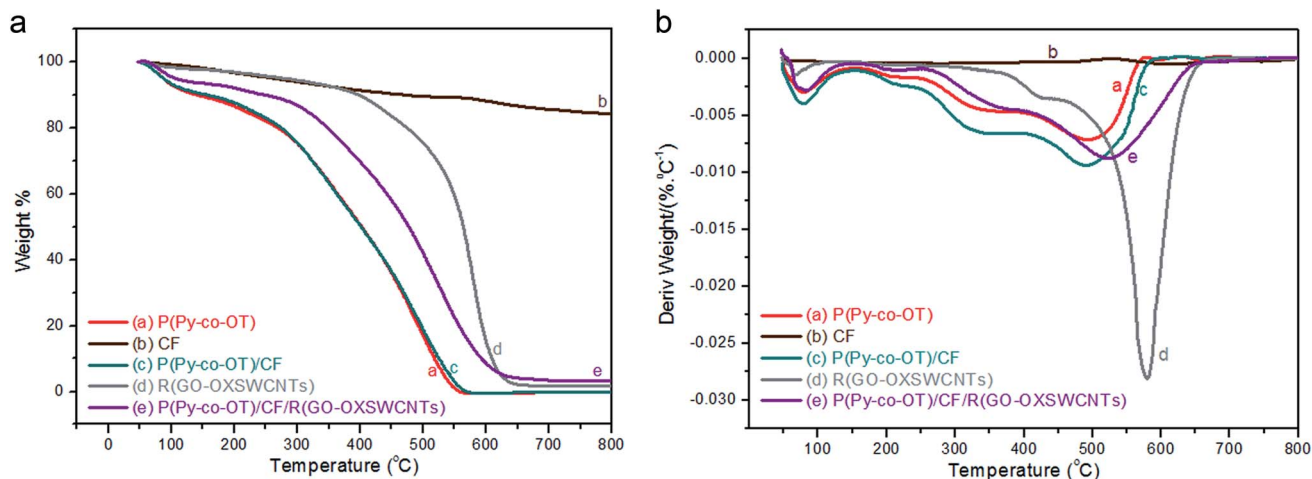 a
Weight %
100
80
60
40
20
0
b
a
c
d
e
(a) P(Py-co-OT)
(b) CF
(c) P(Py-co-OT)/CF
(d) R(GO-OXSWCNTs)
(e) P(Py-co-OT)/CF/R(GO-OXSWCNTs)
0 100 200 300 400 500 600 700 800
Temperature (°C)
b
Deriv Weight/(%.°C⁻¹)
0.000
-0.005
-0.010
-0.015
-0.020
-0.025
-0.030
b
a
c
e
d
(a) P(Py-co-OT)
(b) CF
(c) P(Py-co-OT)/CF
(d) R(GO-OXSWCNTs)
(e) P(Py-co-OT)/CF/R(GO-OXSWCNTs)
100 200 300 400 500 600 700 800
Temperature (°C)